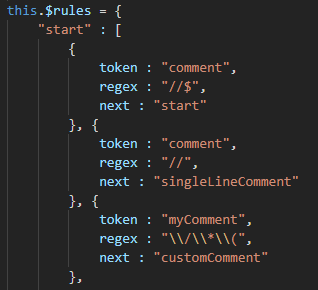 this.$rules = {
"start" : [
{
token : "comment",
regex : "//$",
next : "start"
}, {
token : "comment",
regex : "//",
next : "singleLineComment"
}, {
token : "myComment",
regex : "\\/\\*\\(",
next : "customComment"
},